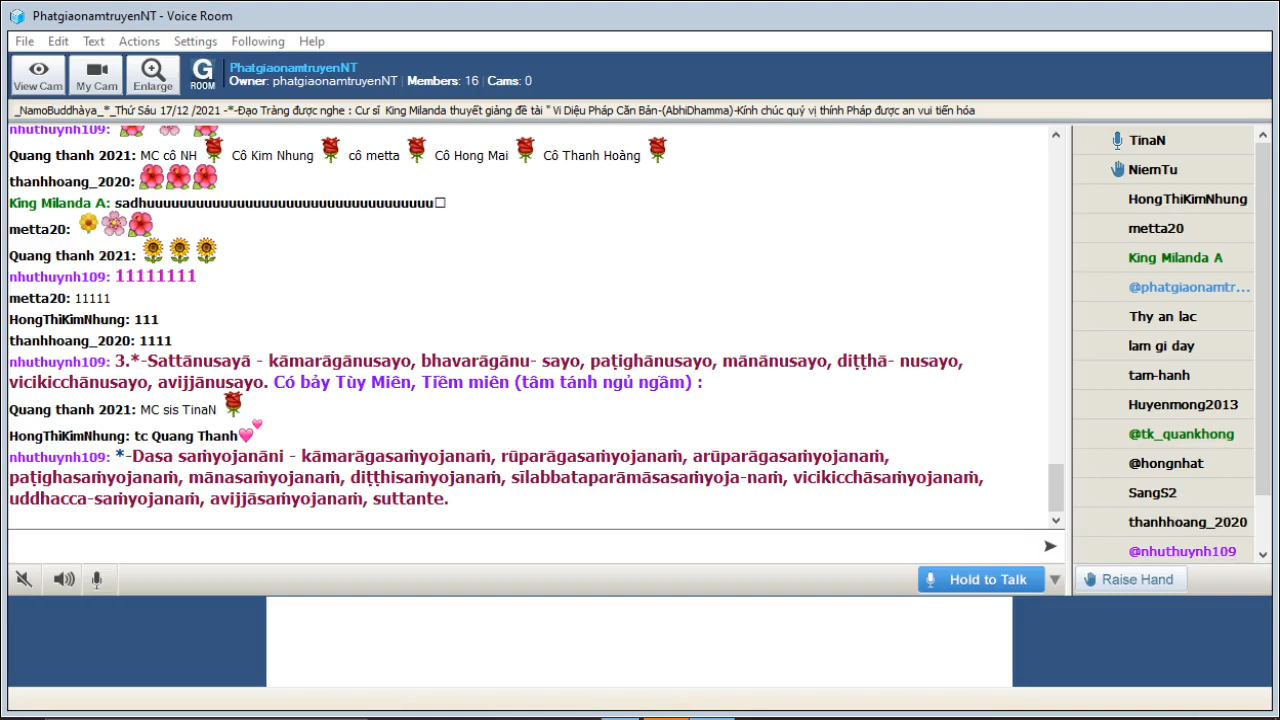 PhatgiaonamtruyenNT - Voice Room
File Edit Text Actions Settings Following Help
View Cam My Cam Enlarge G ROOM
PhatgiaonamtruyenNT
Owner: phatgiaonamtruyenNT | Members: 16 | Cams: 0
_NamoBuddhàya_*_Thứ Sáu 17/12 /2021 -*-Đạo Tràng được nghe : Cư sĩ King Milanda thuyết giảng đề tài " Vi Diệu Pháp Căn Bản-(AbhiDhamma)-Kính chúc quý vị thính Pháp được an vui tiến hóa
nhuthuynh109:
Quang thanh 2021: MC cô NH Cô Kim Nhung cô metta Cô Hong Mai Cô Thanh Hoàng
thanhhoang_2020:
King Milanda A: sadhuuuuuuuuuuuuuuuuuuuuuuuuuuuuuuuuuuu□
metta20:
Quang thanh 2021:
nhuthuynh109: 11111111
metta20: 11111
HongThiKimNhung: 111
thanhhoang_2020: 1111
nhuthuynh109: 3.*-Sattānusayā - kāmarāgānusayo, bhavarāgānu- sayo, paṭighānusayo, mānānusayo, diṭṭhā- nusayo,
vicikicchānusayo, avijjānusayo. Có bảy Tùy Miên, Tiềm miên (tâm tánh ngủ ngầm) :
Quang thanh 2021: MC sis TinaN
HongThiKimNhung: tc Quang Thanh
nhuthuynh109: *-Dasa saṁyojanāni - kāmarāgasaṁyojanaṁ, rūparāgasaṁyojanaṁ, arūparāgasaṁyojanaṁ,
paṭighasaṁyojanaṁ, mānasaṁyojanaṁ, diṭṭhisaṁyojanaṁ, sīlabbataparāmāsasaṁyoja-naṁ, vicikicchāsaṁyojanaṁ,
uddhacca-saṁyojanaṁ, avijjāsaṁyojanaṁ, suttante.
Hold to Talk
TinaN
NiemTu
HongThiKimNhung
metta20
King Milanda A
@phatgiaonamtr...
Thy an lac
lam gi day
tam-hanh
Huyenmong2013
@tk_quankhong
@hongnhat
SangS2
thanhhoang_2020
@nhuthuynh109
Raise Hand